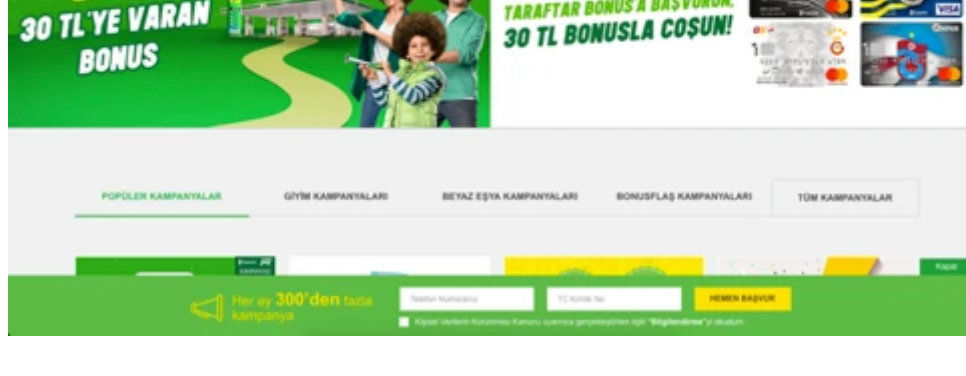 30 TL'YE VARAN
BONUS
TARAFTAR BONUS'A BAŞVURUN,
30 TL BONUSLA COŞUN!
VISA
POPÜLER KAMPANYALAR
GİYİM KAMPANYALARI
BEYAZ EŞYA KAMPANYALARI
BONUSFLAŞ KAMPANYALARI
TÜM KAMPANYALAR
Kapat
Her ay 300'den fazla
kampanya
Telefon Numaranız
TC Kimlik No
HEMEN BAŞVUR
Kişisel Verilerin Korunması Kanunu uyarınca gerçekleştirilen ilgili "Bilgilendirme"yi okudum.